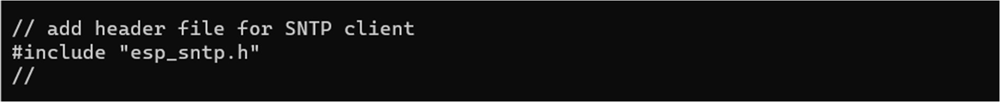 // add header file for SNTP client
#include "esp_sntp.h"
//